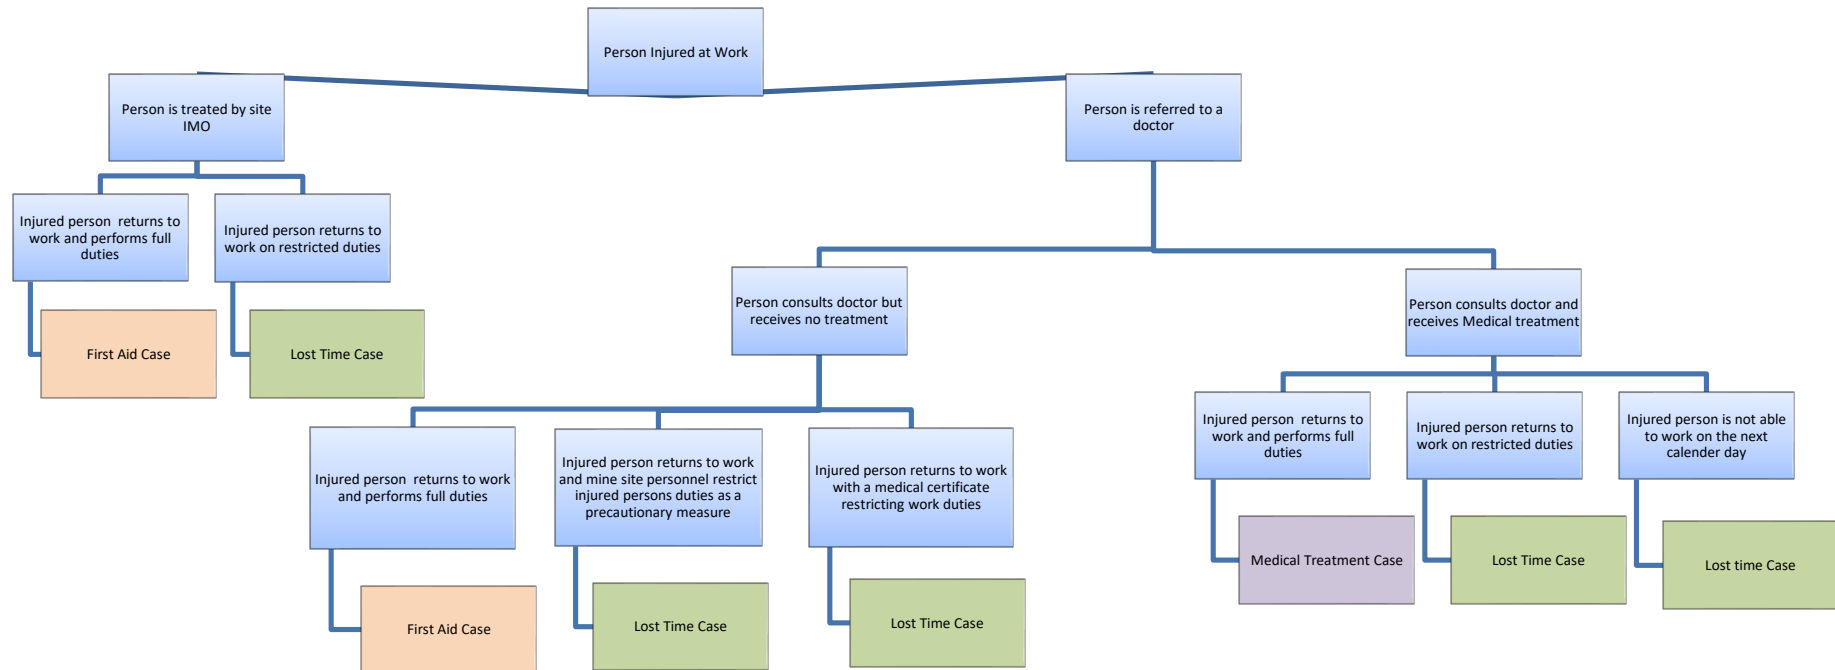 Person Injured at Work
Person is treated by site
IMO
Person is referred to a
doctor
Injured person returns to
work and performs full
duties
Injured person returns to
work on restricted duties
First Aid Case
Lost Time Case
Person consults doctor but
receives no treatment
Person consults doctor and
receives Medical treatment
Injured person returns to work
and performs full duties
Injured person returns to work
and mine site personnel restrict
injured persons duties as a
precautionary measure
Injured person returns to work
with a medical certificate
restricting work duties
Injured person returns to
work and performs full
duties
Injured person returns to
work on restricted duties
Injured person is not able
to work on the next
calender day
First Aid Case
Lost Time Case
Lost Time Case
Medical Treatment Case
Lost Time Case
Lost time Case